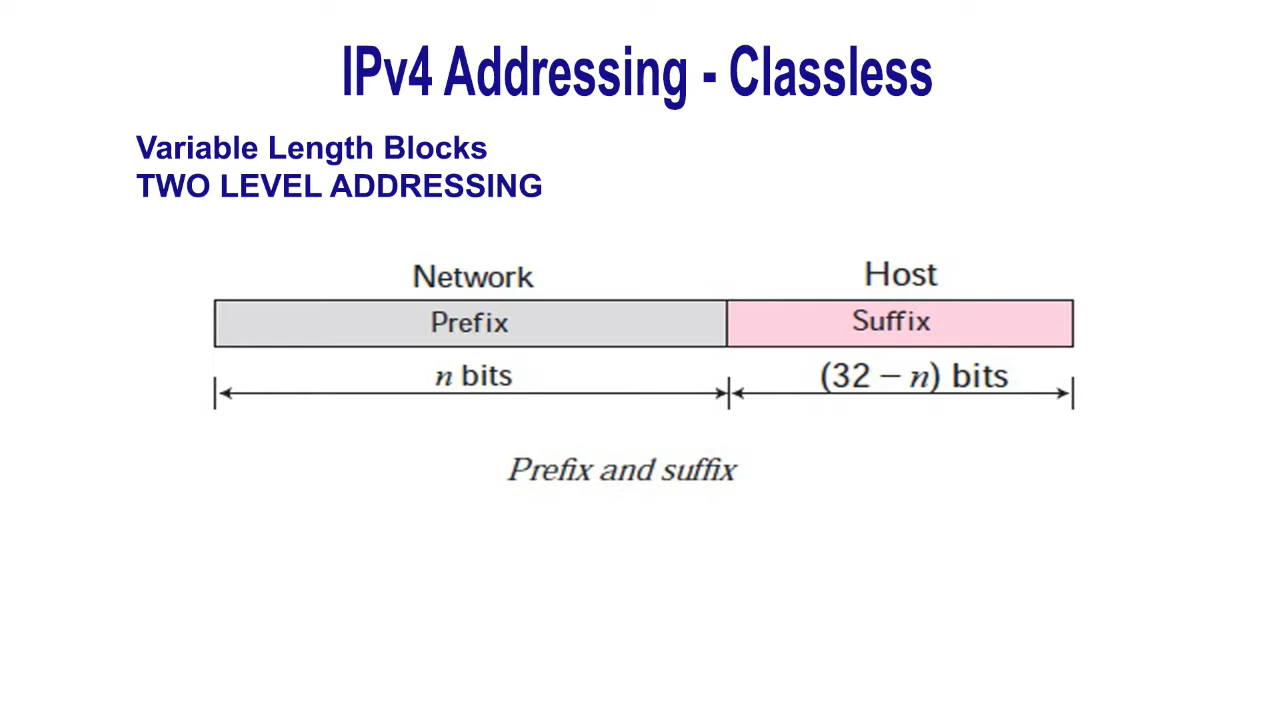 IPv4 Addressing - Classless
Variable Length Blocks
TWO LEVEL ADDRESSING
Network Host
Prefix Suffix
n bits (32 – n) bits
Prefix and suffix